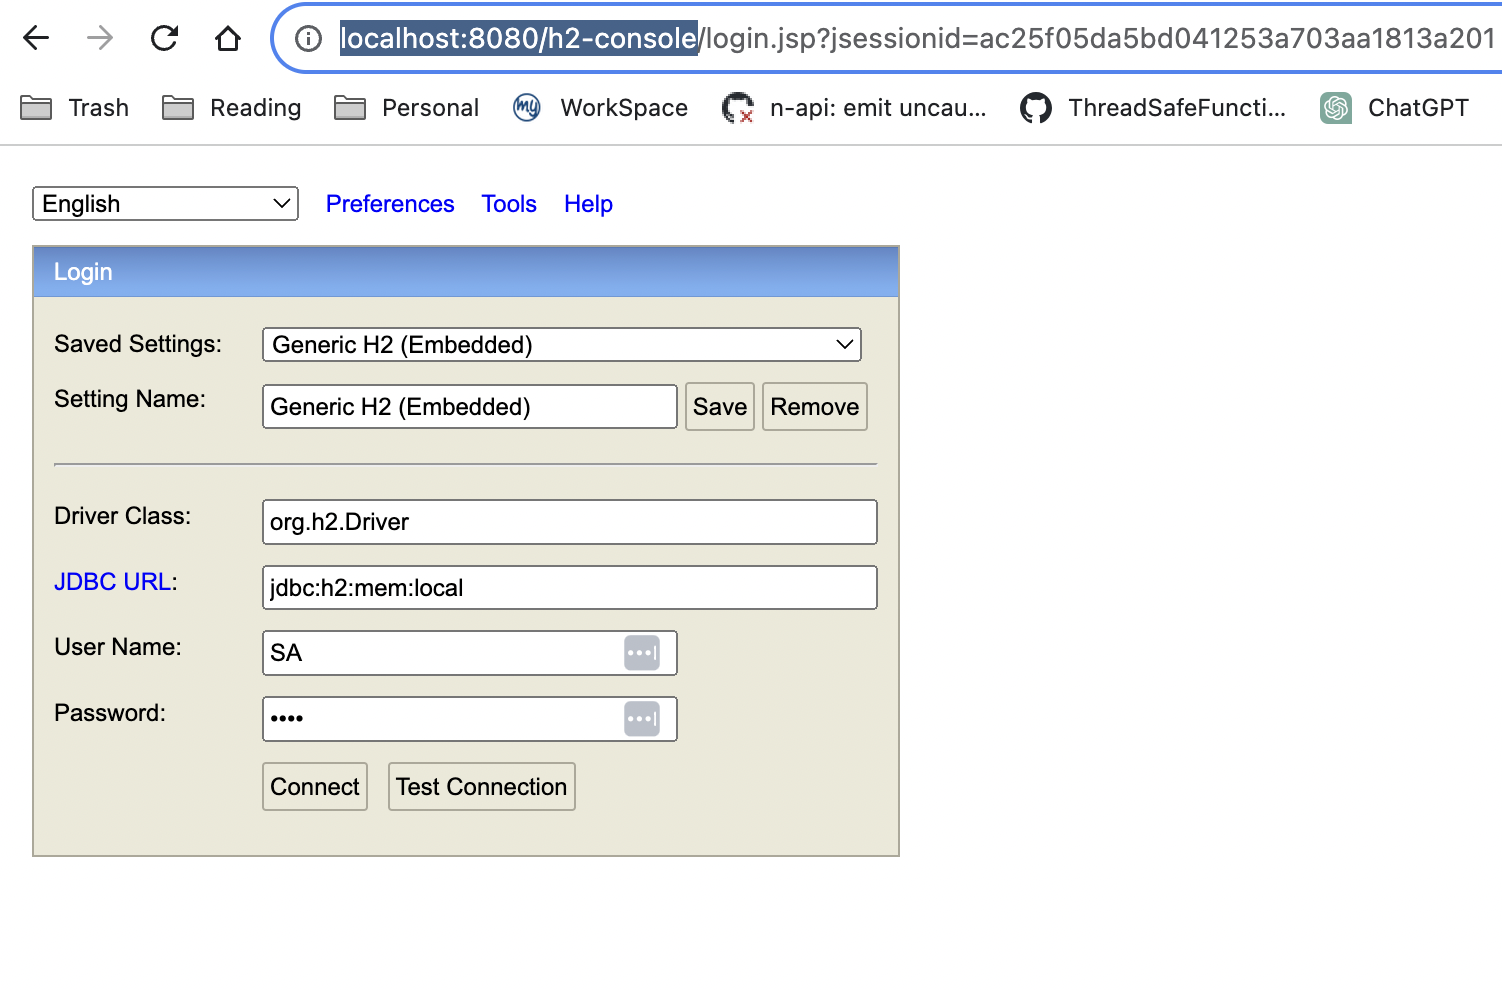 localhost:8080/h2-console/login.jsp?jsessionid=ac25f05da5bd041253a703aa1813a201
Trash Reading Personal my WorkSpace n-api: emit uncau... ThreadSafeFuncti... ChatGPT
English Preferences Tools Help
Login
Saved Settings: Generic H2 (Embedded)
Setting Name: Generic H2 (Embedded) Save Remove
Driver Class: org.h2.Driver
JDBC URL: jdbc:h2:mem:local
User Name: SA
Password: ••••
Connect Test Connection